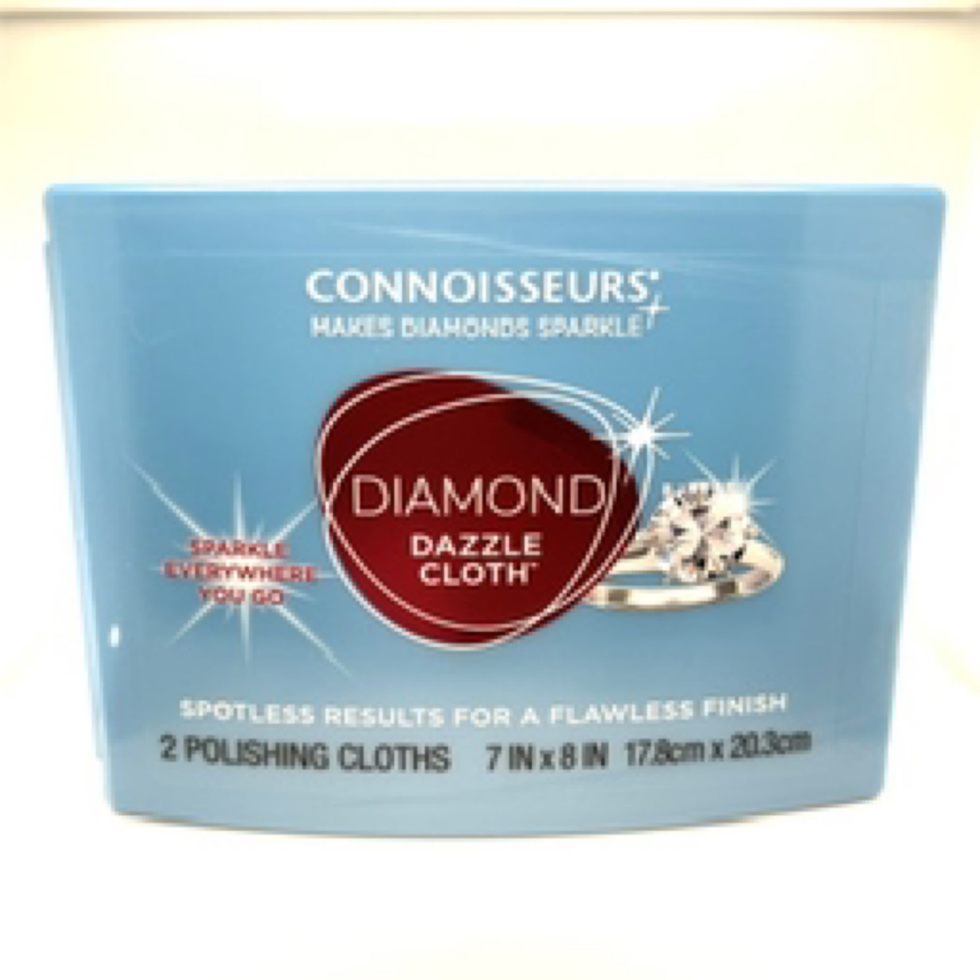 CONNOISSEURS
MAKES DIAMONDS SPARKLE
DIAMOND
DAZZLE
CLOTH™
SPARKLE
EVERYWHERE
YOU GO
SPOTLESS RESULTS FOR A FLAWLESS FINISH
2 POLISHING CLOTHS 7 IN x 8 IN 17.8cm x 20.3cm